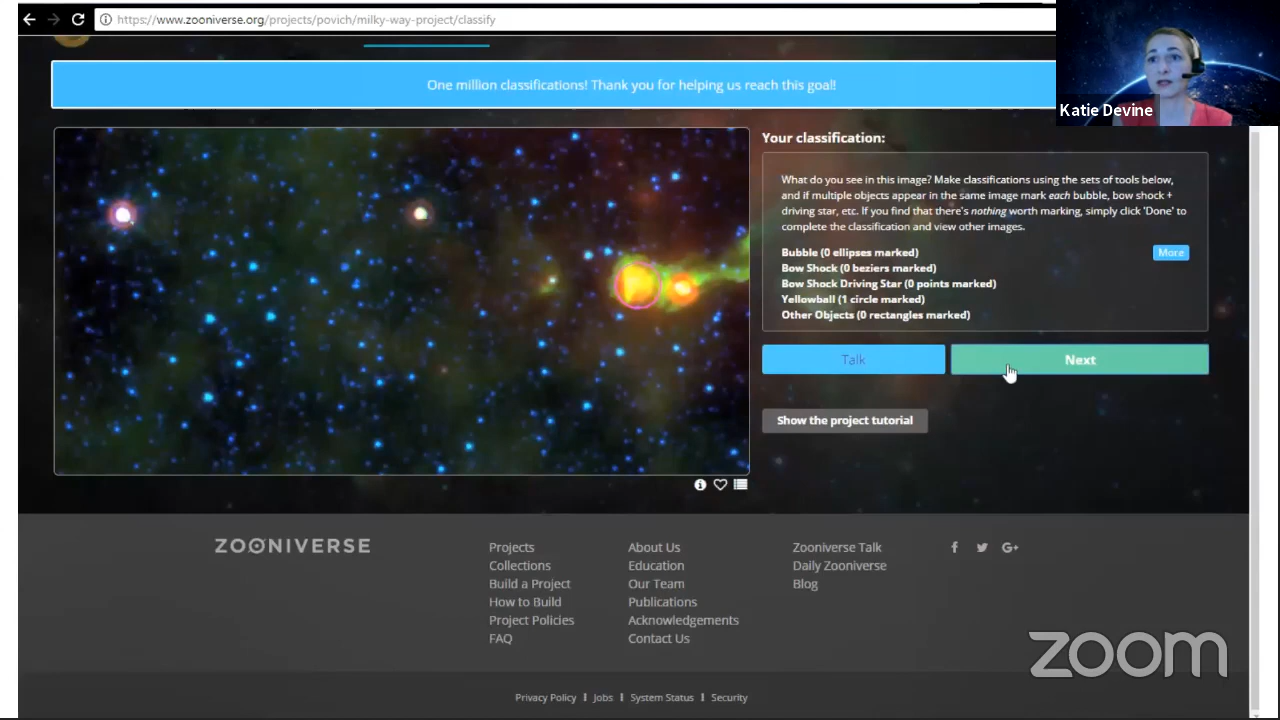 https://www.zooniverse.org/projects/povich/milky-way-project/classify
One million classifications! Thank you for helping us reach this goal!
Katie Devine
Your classification:
What do you see in this image? Make classifications using the sets of tools below,
and if multiple objects appear in the same image mark each bubble, bow shock +
driving star, etc. If you find that there's nothing worth marking, simply click 'Done' to
complete the classification and view other images.
Bubble (0 ellipses marked)
More
Bow Shock (0 beziers marked)
Bow Shock Driving Star (0 points marked)
Yellowball (1 circle marked)
Other Objects (0 rectangles marked)
Talk
Next
Show the project tutorial
ZOONIVERSE
Projects
Collections
Build a Project
How to Build
Project Policies
FAQ
About Us
Education
Our Team
Publications
Acknowledgements
Contact Us
Zooniverse Talk
Daily Zooniverse
Blog
G+
zoom
Privacy Policy
Jobs
System Status
Security